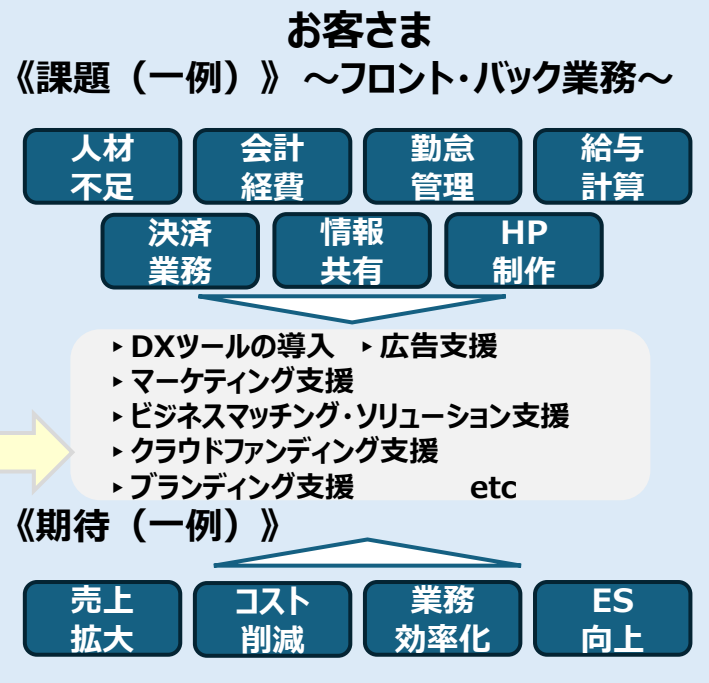 お客さま
《課題（一例）》 ～フロント・バック業務～
人材
不足
会計
経費
勤怠
管理
給与
計算
決済
業務
情報
共有
HP
制作
▸ DXツールの導入 ▸ 広告支援
▸ マーケティング支援
▸ ビジネスマッチング・ソリューション支援
▸ クラウドファンディング支援
▸ ブランディング支援 etc
《期待（一例）》
売上
拡大
コスト
削減
業務
効率化
ES
向上